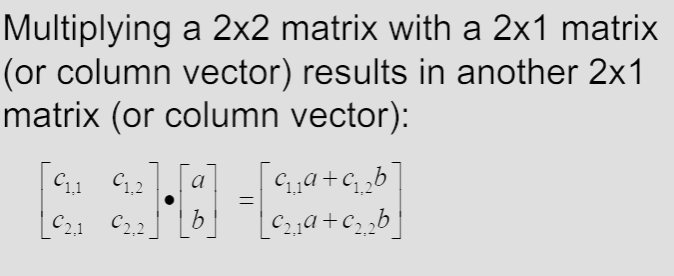 Multiplying a 2x2 matrix with a 2x1 matrix
(or column vector) results in another 2x1
matrix (or column vector):
[c₁,₁ c₁,₂] [a] [c₁,₁a + c₁,₂b]
[c₂,₁ c₂,₂] • [b] = [c₂,₁a + c₂,₂b]